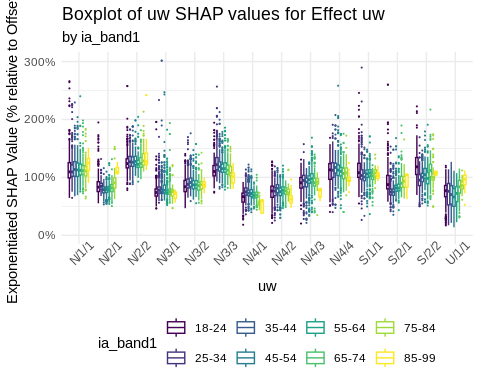 Boxplot of uw SHAP values for Effect uw
by ia_band1
Exponentiated SHAP Value (% relative to Offse
300%
200%
100%
0%
N/1/1 N/2/1 N/2/2 N/3/1 N/3/2 N/3/3 N/4/1 N/4/2 N/4/3 N/4/4 S/1/1 S/2/1 S/2/2 U/1/1
uw
ia_band1
18-24 35-44 55-64 75-84
25-34 45-54 65-74 85-99